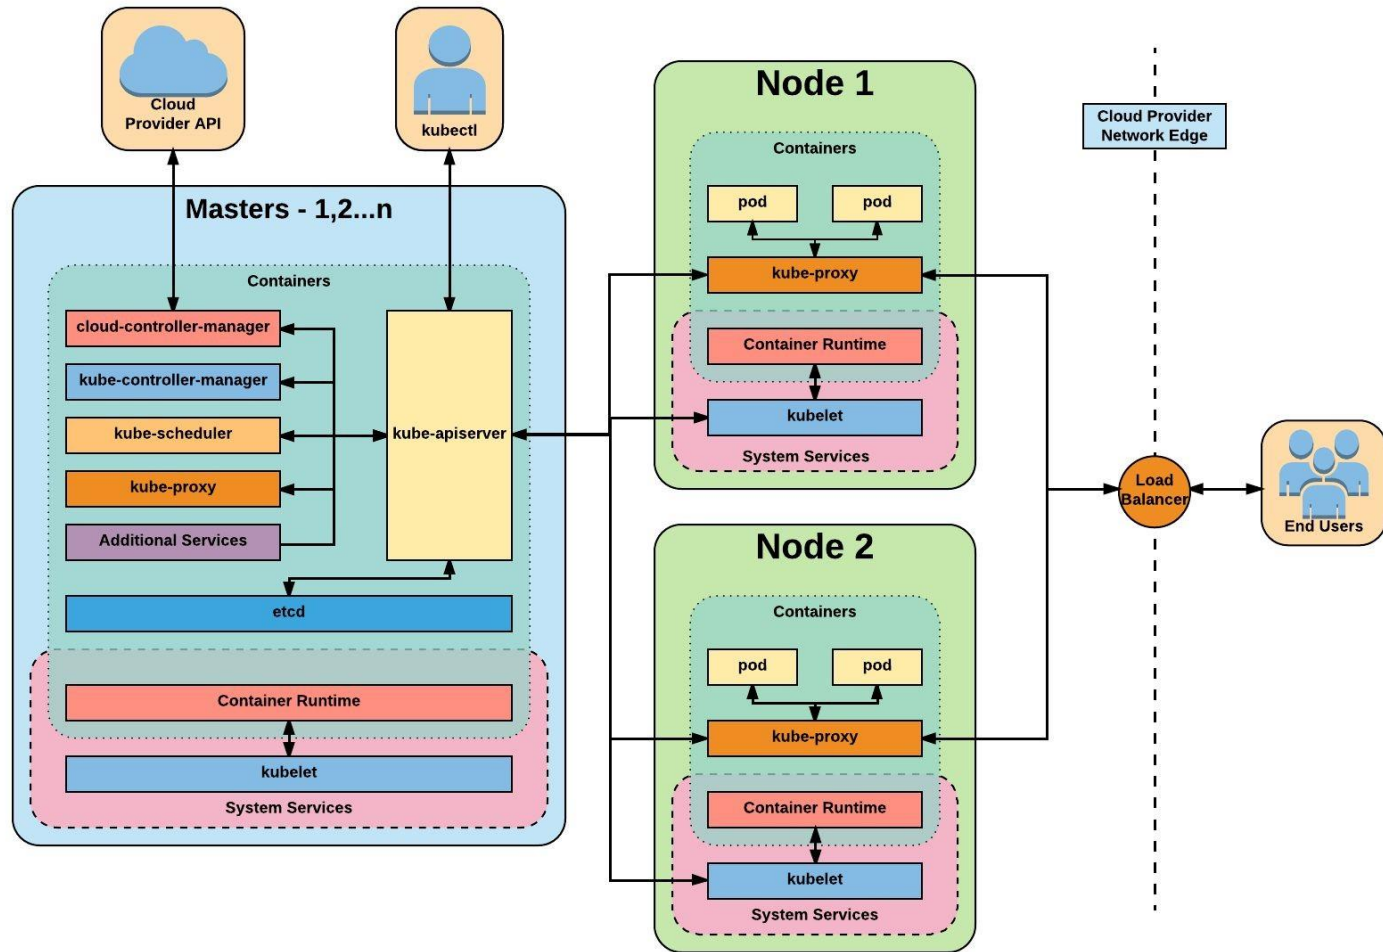 Cloud
Provider API
kubectl
Masters - 1,2...n
Containers
cloud-controller-manager
kube-controller-manager
kube-scheduler
kube-proxy
Additional Services
kube-apiserver
etcd
Container Runtime
kubelet
System Services
Node 1
Containers
pod
pod
kube-proxy
Container Runtime
kubelet
System Services
Node 2
Containers
pod
pod
kube-proxy
Container Runtime
kubelet
System Services
Cloud Provider
Network Edge
Load
Balancer
End Users